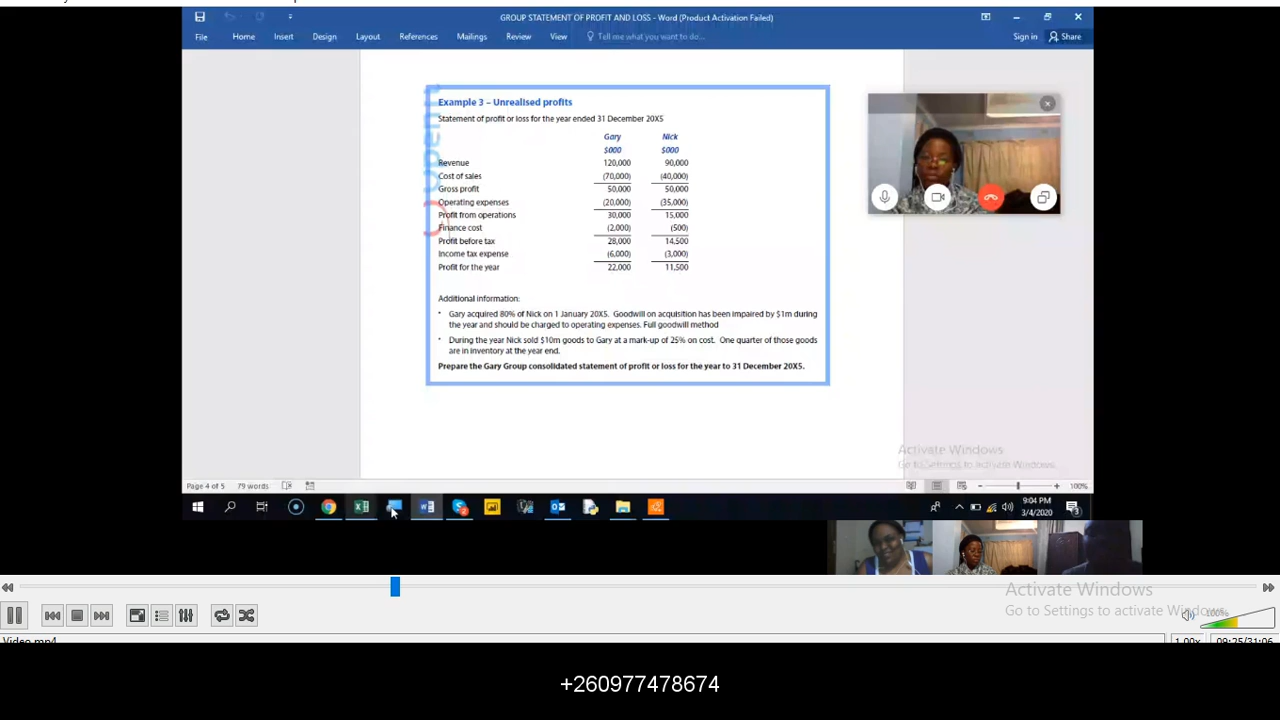 GROUP STATEMENT OF PROFIT AND LOSS - Word (Product Activation Failed)
File Home Insert Design Layout References Mailings Review View Tell me what you want to do... Sign in Share
Example 3 – Unrealised profits
Statement of profit or loss for the year ended 31 December 20X5
Gary Nick
$000 $000
Revenue 120,000 90,000
Cost of sales (70,000) (40,000)
Gross profit 50,000 50,000
Operating expenses (20,000) (35,000)
Profit from operations 30,000 15,000
Finance cost (2,000) (500)
Profit before tax 28,000 14,500
Income tax expense (6,000) (3,000)
Profit for the year 22,000 11,500
Additional information:
• Gary acquired 80% of Nick on 1 January 20X5. Goodwill on acquisition has been impaired by $1m during
the year and should be charged to operating expenses. Full goodwill method
• During the year Nick sold $10m goods to Gary at a mark-up of 25% on cost. One quarter of those goods
are in inventory at the year end.
Prepare the Gary Group consolidated statement of profit or loss for the year to 31 December 20X5.
Activate Windows
Go to Settings to activate Windows.
Page 4 of 5 79 words 100%
9:04 PM
3/4/2020
Activate Windows
Go to Settings to activate Windows.
100%
Video.mp4 1.00x 09:25/31:06
+260977478674